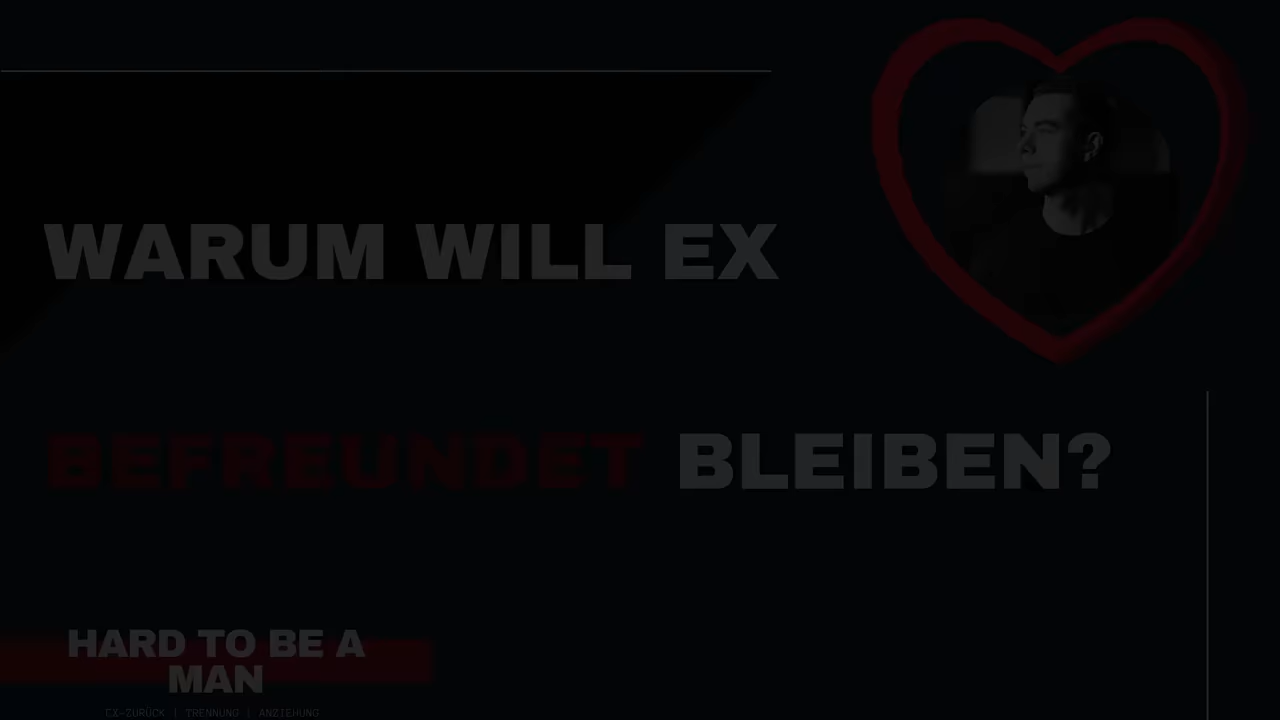 WARUM WILL EX
BEFREUNDET BLEIBEN?
HARD TO BE A
MAN
EX-ZURÜCK | TRENNUNG | ANZIEHUNG